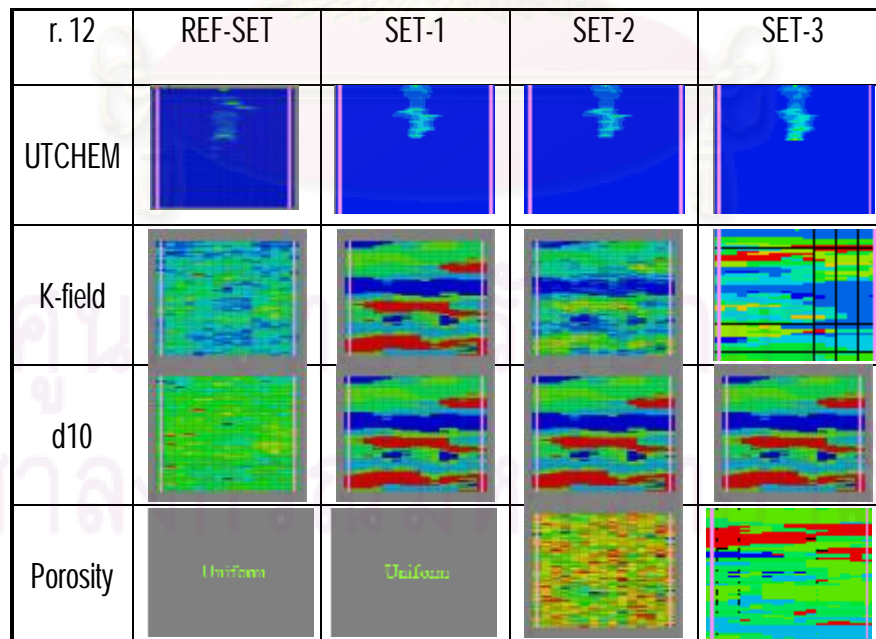 r. 12 REF-SET SET-1 SET-2 SET-3
UTCHEM
K-field
d10
Porosity Uniform Uniform